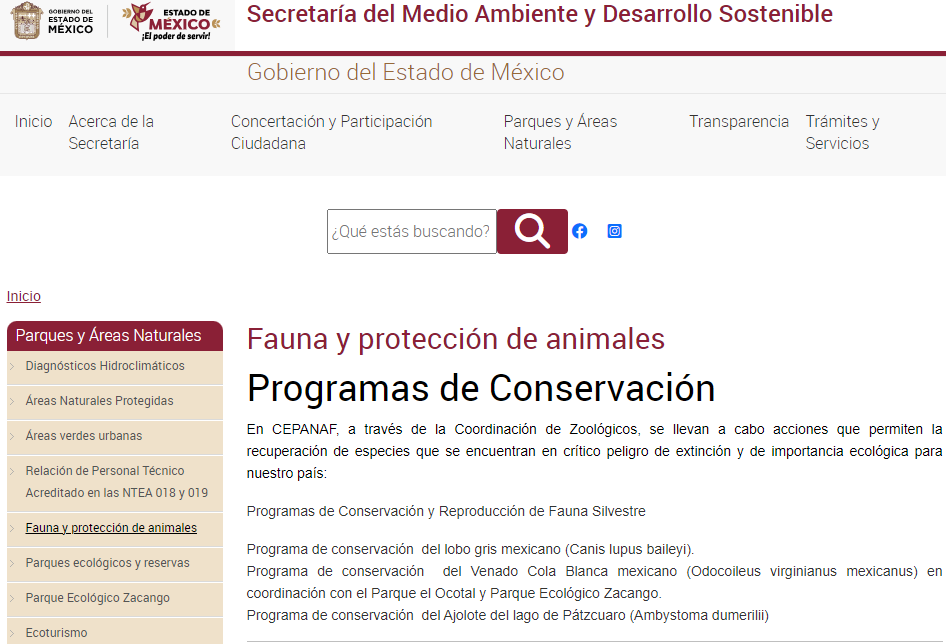 GOBIERNO DEL
ESTADO DE
MÉXICO
ESTADO DE
MÉXICO
¡El poder de servir!
Secretaría del Medio Ambiente y Desarrollo Sostenible
Gobierno del Estado de México
Inicio
Acerca de la
Secretaría
Concertación y Participación
Ciudadana
Parques y Áreas
Naturales
Transparencia
Trámites y
Servicios
¿Qué estás buscando?
Inicio
Parques y Áreas Naturales
Diagnósticos Hidroclimáticos
Áreas Naturales Protegidas
Áreas verdes urbanas
Relación de Personal Técnico
Acreditado en las NTEA 018 y 019
Fauna y protección de animales
Parques ecológicos y reservas
Parque Ecológico Zacango
Ecoturismo
Fauna y protección de animales
Programas de Conservación
En CEPANAF, a través de la Coordinación de Zoológicos, se llevan a cabo acciones que permiten la
recuperación de especies que se encuentran en crítico peligro de extinción y de importancia ecológica para
nuestro país:
Programas de Conservación y Reproducción de Fauna Silvestre
Programa de conservación  del lobo gris mexicano (Canis lupus baileyi).
Programa de conservación  del Venado Cola Blanca mexicano (Odocoileus virginianus mexicanus) en
coordinación con el Parque el Ocotal y Parque Ecológico Zacango.
Programa de conservación  del Ajolote del lago de Pátzcuaro (Ambystoma dumerilii)